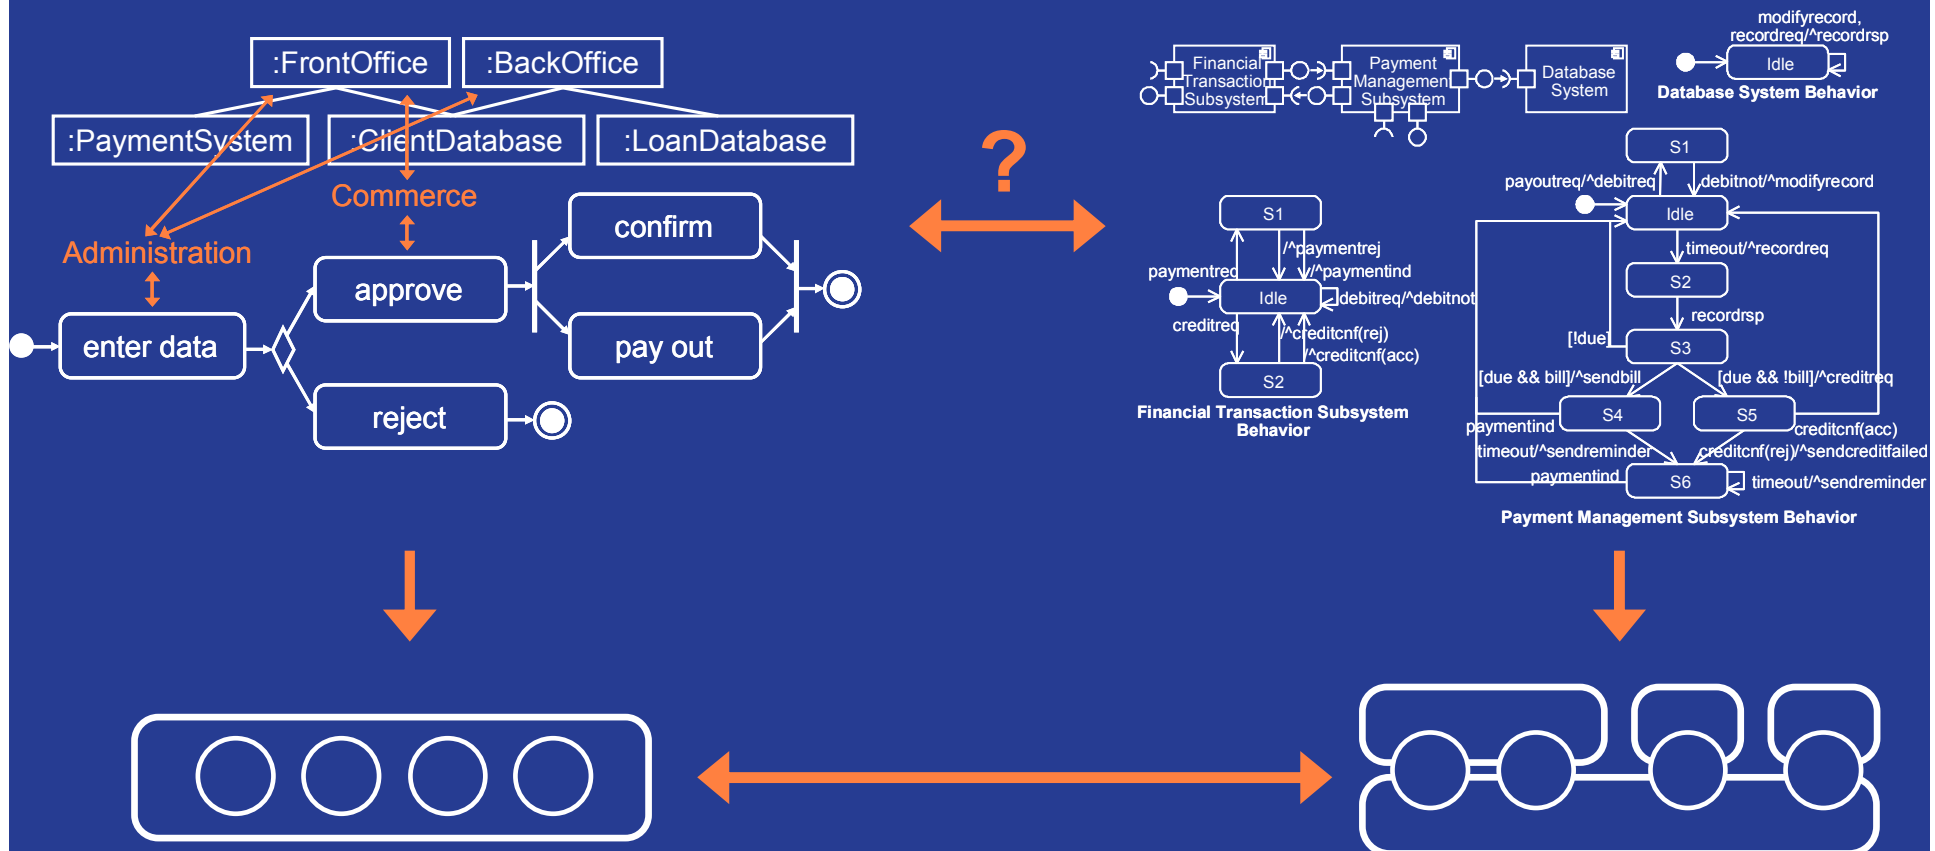 :FrontOffice
:BackOffice
:PaymentSystem
:ClientDatabase
:LoanDatabase
Commerce
Administration
enter data
approve
reject
confirm
pay out
?
Financial
Transaction
Subsystem
Payment
Management
Subsystem
Database
System
modifyrecord,
recordreq/^recordrsp
Idle
Database System Behavior
S1
/^paymentrej
/^paymentind
paymentreq
Idle
debitreq/^debitnot
creditreq
/^creditcnf(rej)
/^creditcnf(acc)
S2
Financial Transaction Subsystem
Behavior
S1
payoutreq/^debitreq
debitnot/^modifyrecord
Idle
timeout/^recordreq
S2
recordrsp
[!due]
S3
[due && bill]/^sendbill
[due && !bill]/^creditreq
S4
S5
paymentind
creditcnf(acc)
timeout/^sendreminder
creditcnf(rej)/^sendcreditfailed
paymentind
S6
timeout/^sendreminder
Payment Management Subsystem Behavior